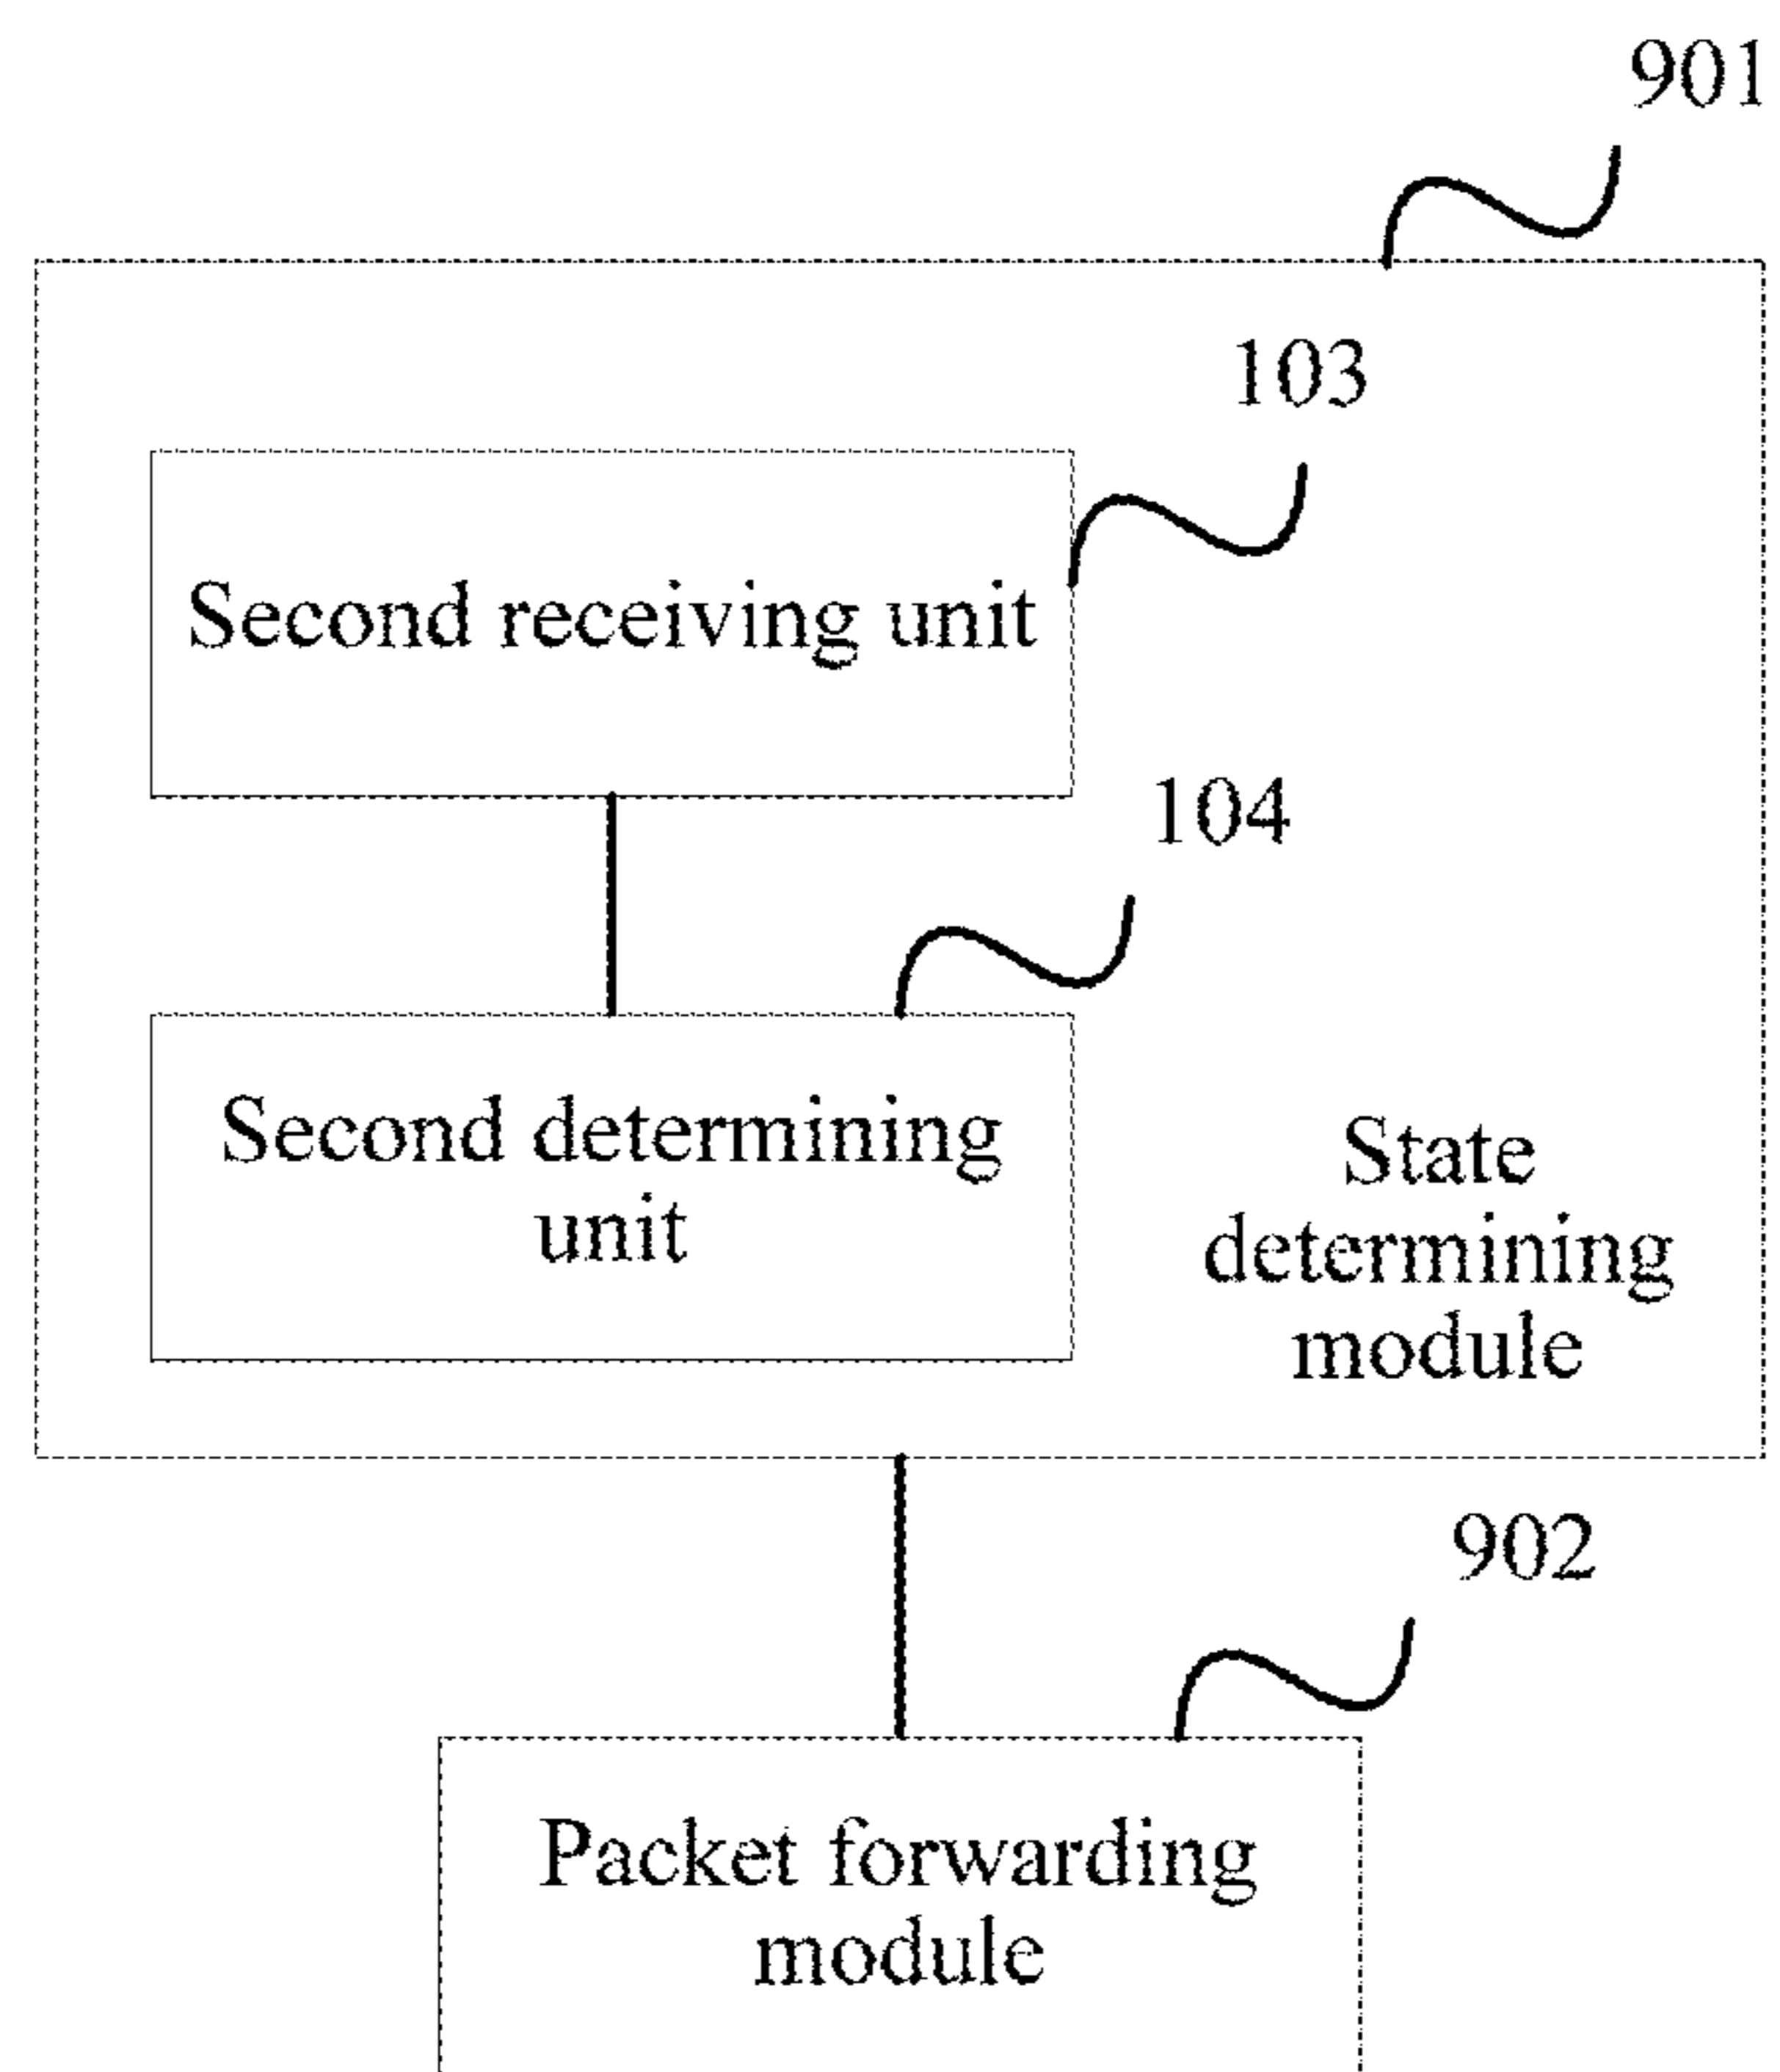 901
103
Second receiving unit
104
Second determining
unit
State
determining
module
902
Packet forwarding
module